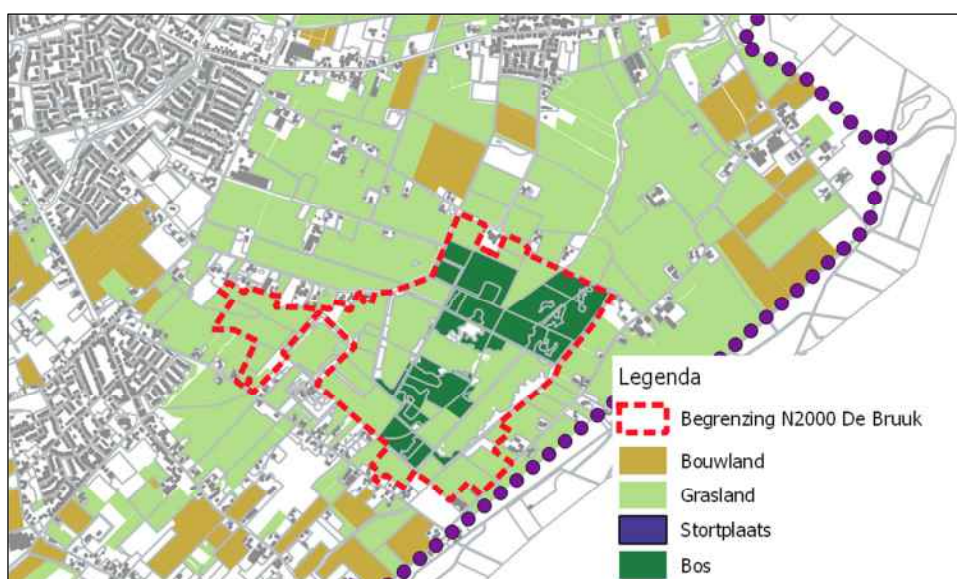 Legenda
Begrenzing N2000 De Bruuk
Bouwland
Grasland
Stortplaats
Bos